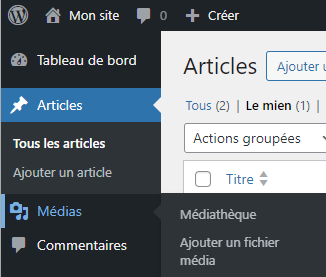 Mon site 0 + Créer
Tableau de bord
Articles
Tous les articles
Ajouter un article
Médias
Commentaires
Articles Ajouter u
Tous (2) | Le mien (1) |
Actions groupées
Titre
Médiathèque
Ajouter un fichier
média